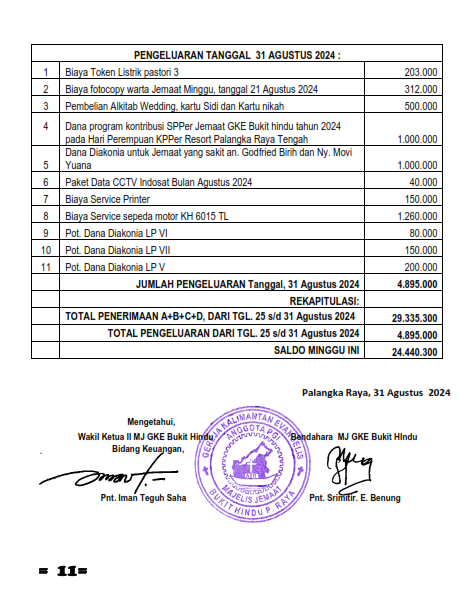 PENGELUARAN TANGGAL 31 AGUSTUS 2024 :
1 Biaya Token Listrik pastori 3 203.000
2 Biaya fotocopy warta Jemaat Minggu, tanggal 21 Agustus 2024 312.000
3 Pembelian Alkitab Wedding, kartu Sidi dan Kartu nikah 500.000
4 Dana program kontribusi SPPer Jemaat GKE Bukit hindu tahun 2024
pada Hari Perempuan KPPer Resort Palangka Raya Tengah 1.000.000
5 Dana Diakonia untuk Jemaat yang sakit an. Godfried Birih dan Ny. Movi
Yuana 1.000.000
6 Paket Data CCTV Indosat Bulan Agustus 2024 40.000
7 Biaya Service Printer 150.000
8 Biaya Service sepeda motor KH 6015 TL 1.260.000
9 Pot. Dana Diakonia LP VI 80.000
10 Pot. Dana Diakonia LP VII 150.000
11 Pot. Dana Diakonia LP V 200.000
JUMLAH PENGELUARAN Tanggal, 31 Agustus 2024 4.895.000
REKAPITULASI:
TOTAL PENERIMAAN A+B+C+D, DARI TGL. 25 s/d 31 Agustus 2024 29.335.300
TOTAL PENGELUARAN DARI TGL. 25 s/d 31 Agustus 2024 4.895.000
SALDO MINGGU INI 24.440.300
Palangka Raya, 31 Agustus 2024
Mengetahui,
Wakil Ketua II MJ GKE Bukit Hindu
Bidang Keuangan,
Bendahara MJ GKE Bukit HIndu
GEREJA KALIMANTAN EVANGELIS
ANGGOTA PGI
MAJELIS JEMAAT
BUKIT HINDU P. RAYA
Pnt. Iman Teguh Saha
Pnt. Srimitir. E. Benung
= 11=